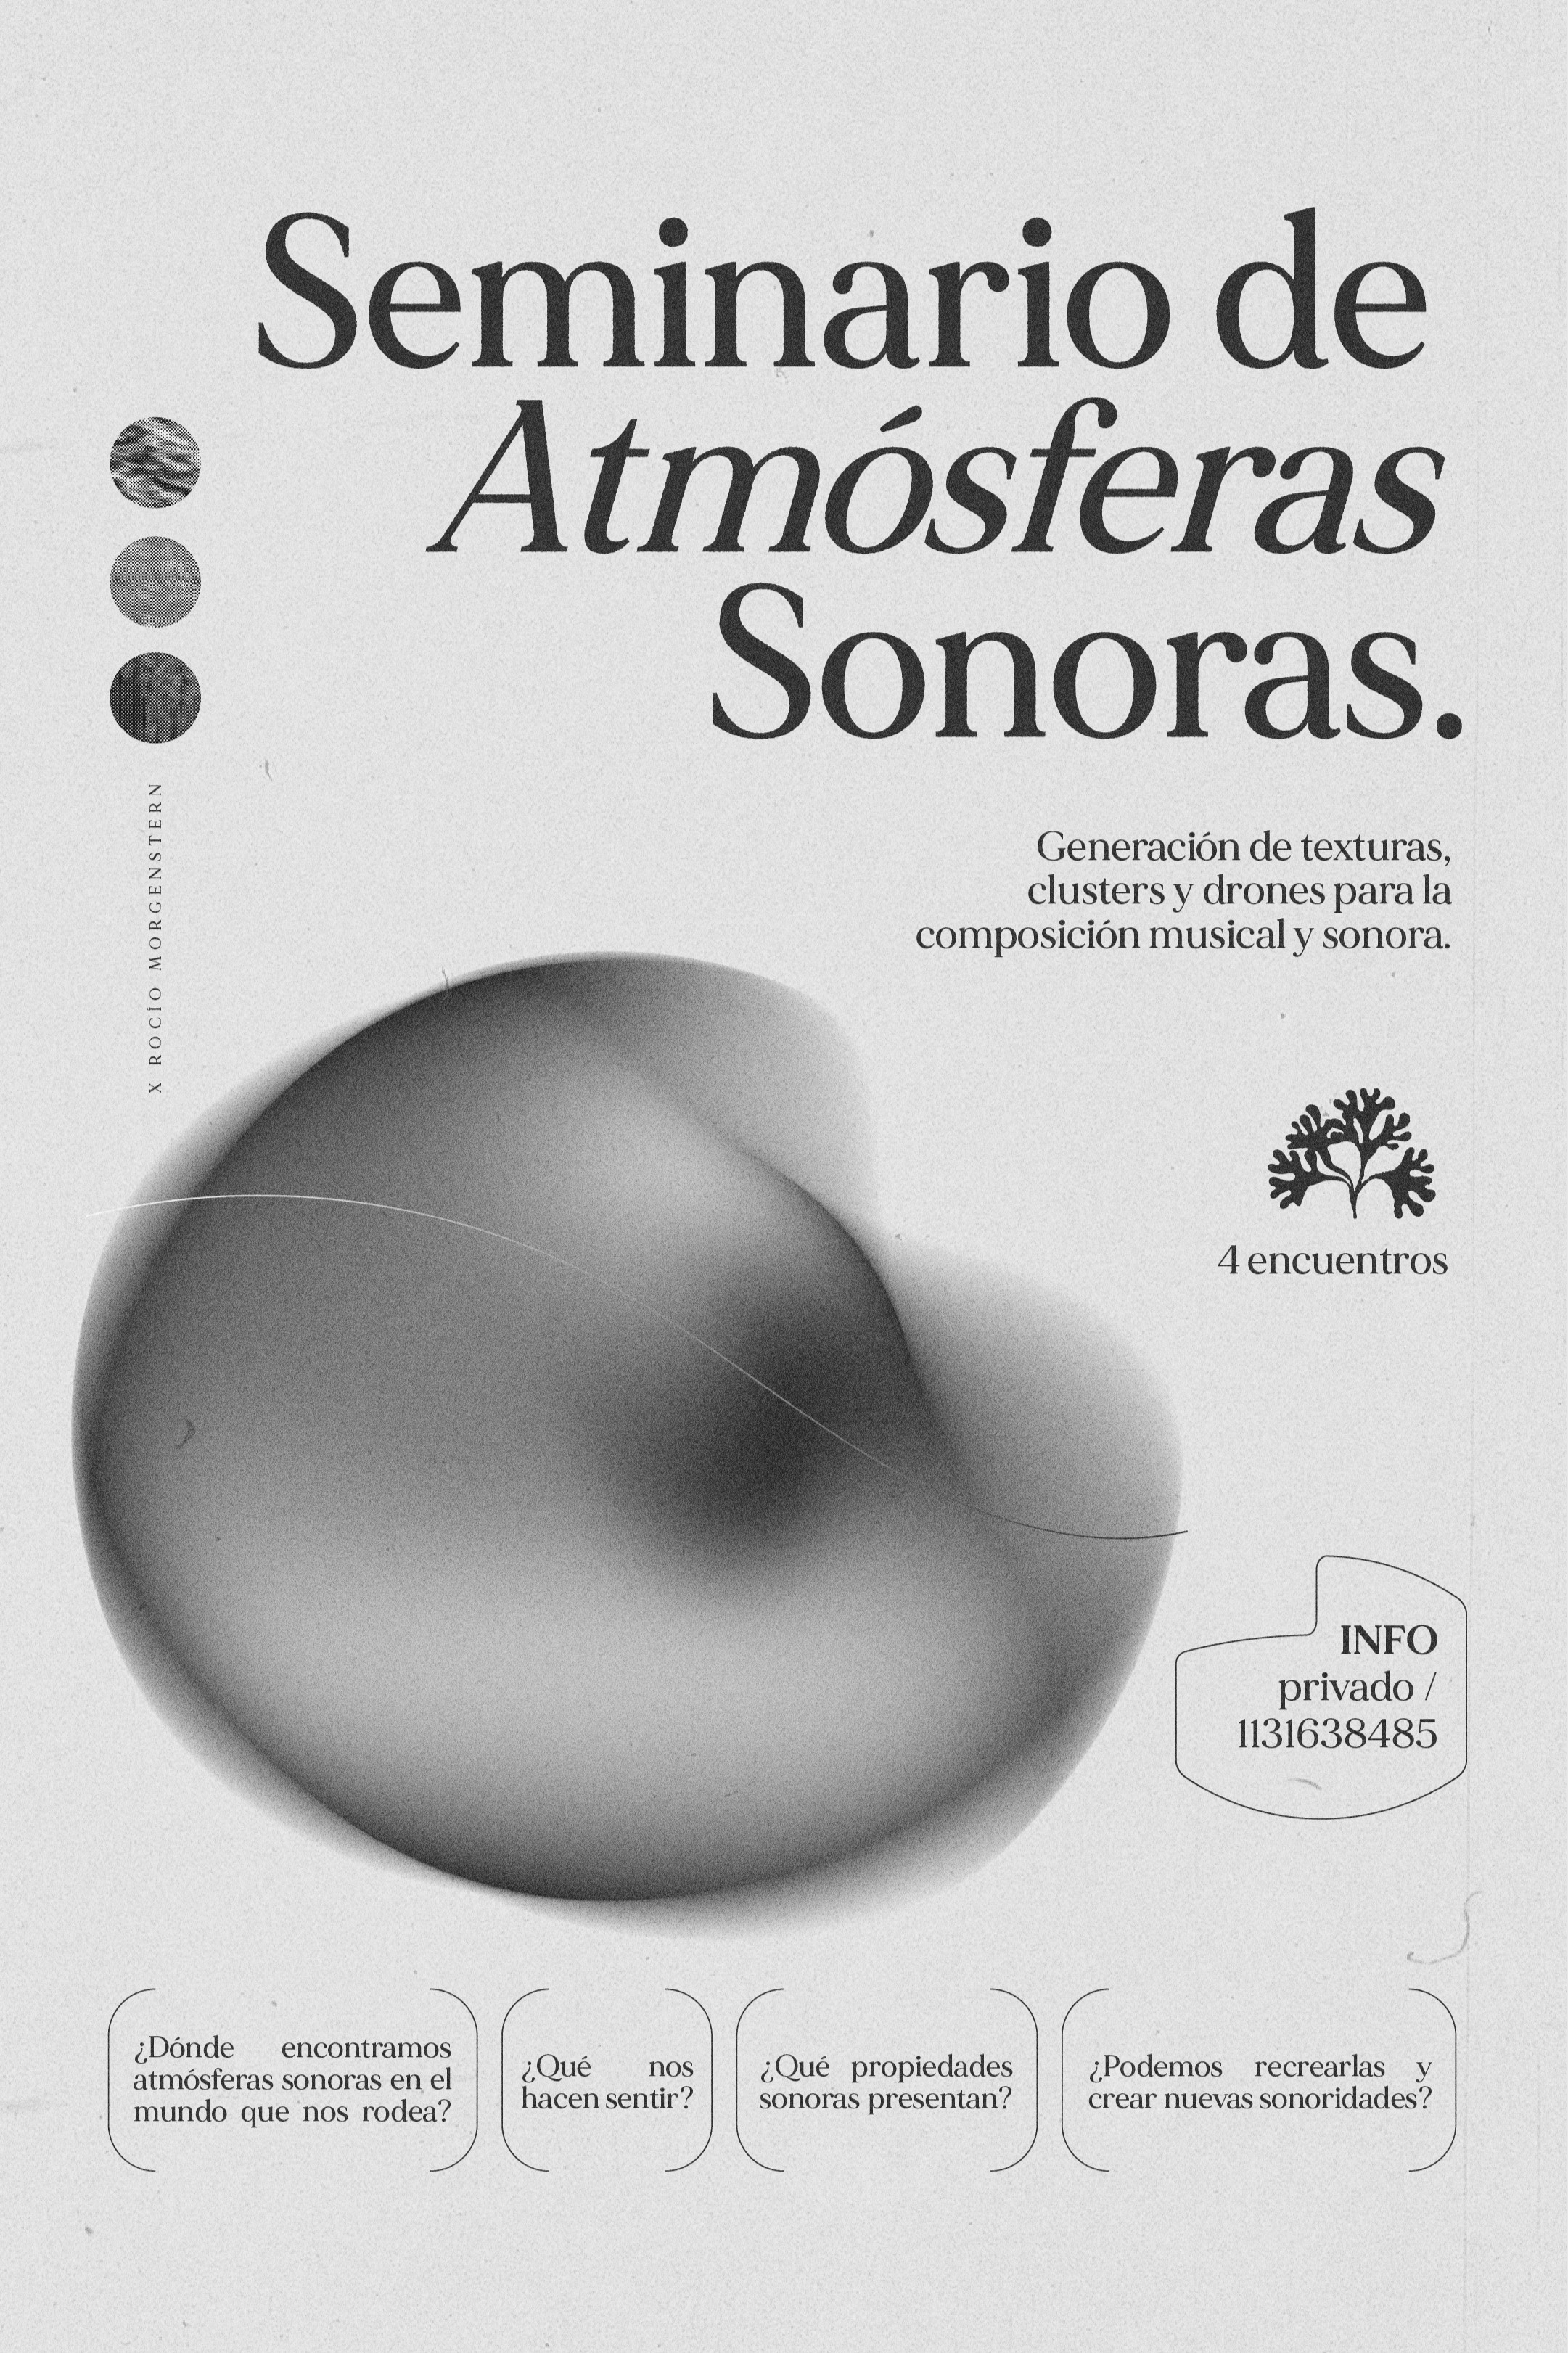 Seminario de
Atmósferas
Sonoras.
X ROCÍO MORGENSTERN
Generación de texturas,
clusters y drones para la
composición musical y sonora.
4 encuentros
INFO
privado /
1131638485
¿Dónde encontramos
atmósferas sonoras en el
mundo que nos rodea?
¿Qué nos
hacen sentir?
¿Qué propiedades
sonoras presentan?
¿Podemos recrearlas y
crear nuevas sonoridades?